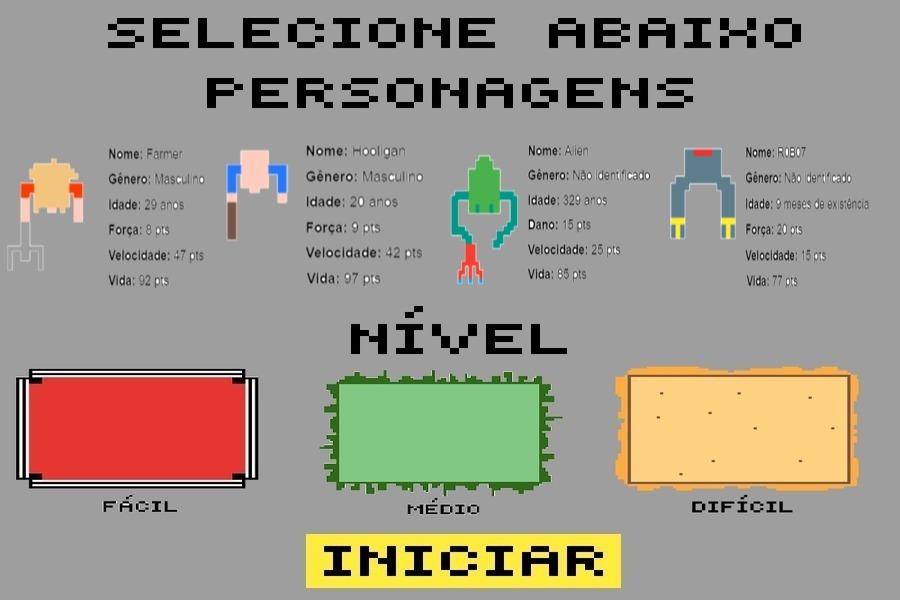 SELECIONE ABAIXO
PERSONAGENS
Nome: Farmer
Gênero: Masculino
Idade: 29 anos
Força: 8 pts
Velocidade: 47 pts
Vida: 92 pts
Nome: Hooligan
Gênero: Masculino
Idade: 20 anos
Força: 9 pts
Velocidade: 42 pts
Vida: 97 pts
Nome: Alien
Gênero: Não Identificado
Idade: 329 anos
Dano: 15 pts
Velocidade: 25 pts
Vida: 85 pts
Nome: R0B07
Gênero: Não Identificado
Idade: 9 meses de existência
Força: 20 pts
Velocidade: 15 pts
Vida: 77 pts
NÍVEL
FÁCIL
MÉDIO
DIFÍCIL
INICIAR